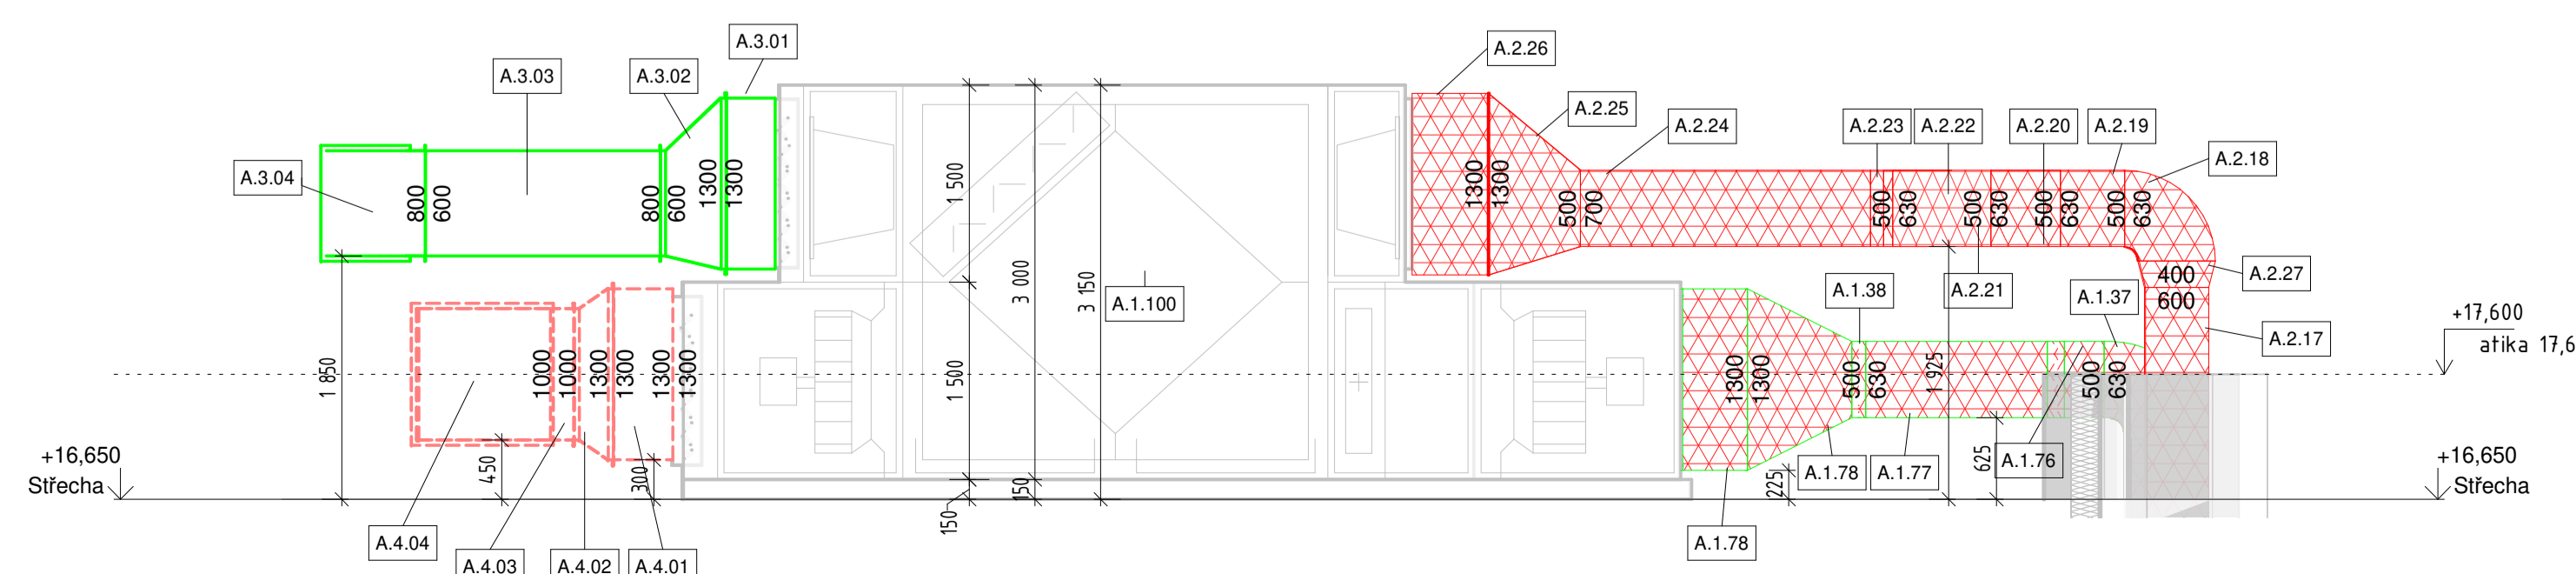 A.3.01
A.2.26
A.3.03
A.3.02
A.2.25
A.2.24
A.2.23
A.2.22
A.2.20
A.2.19
A.2.18
A.3.04
800
600
800
600
1300
1300
1 500
3 000
3 150
1300
1300
500
700
500
630
500
630
500
630
500
630
A.1.100
A.1.38
A.2.21
A.1.37
400
600
A.2.27
A.2.17
+17,600
atika 17,6
1 850
1000
1000
1300
1300
1300
1300
1 500
1300
1300
500
630
1 925
500
630
+16,650
Střecha
450
300
150
150
225
A.1.78
A.1.77
625
A.1.76
+16,650
Střecha
A.4.04
A.4.03
A.4.02
A.4.01
A.1.78